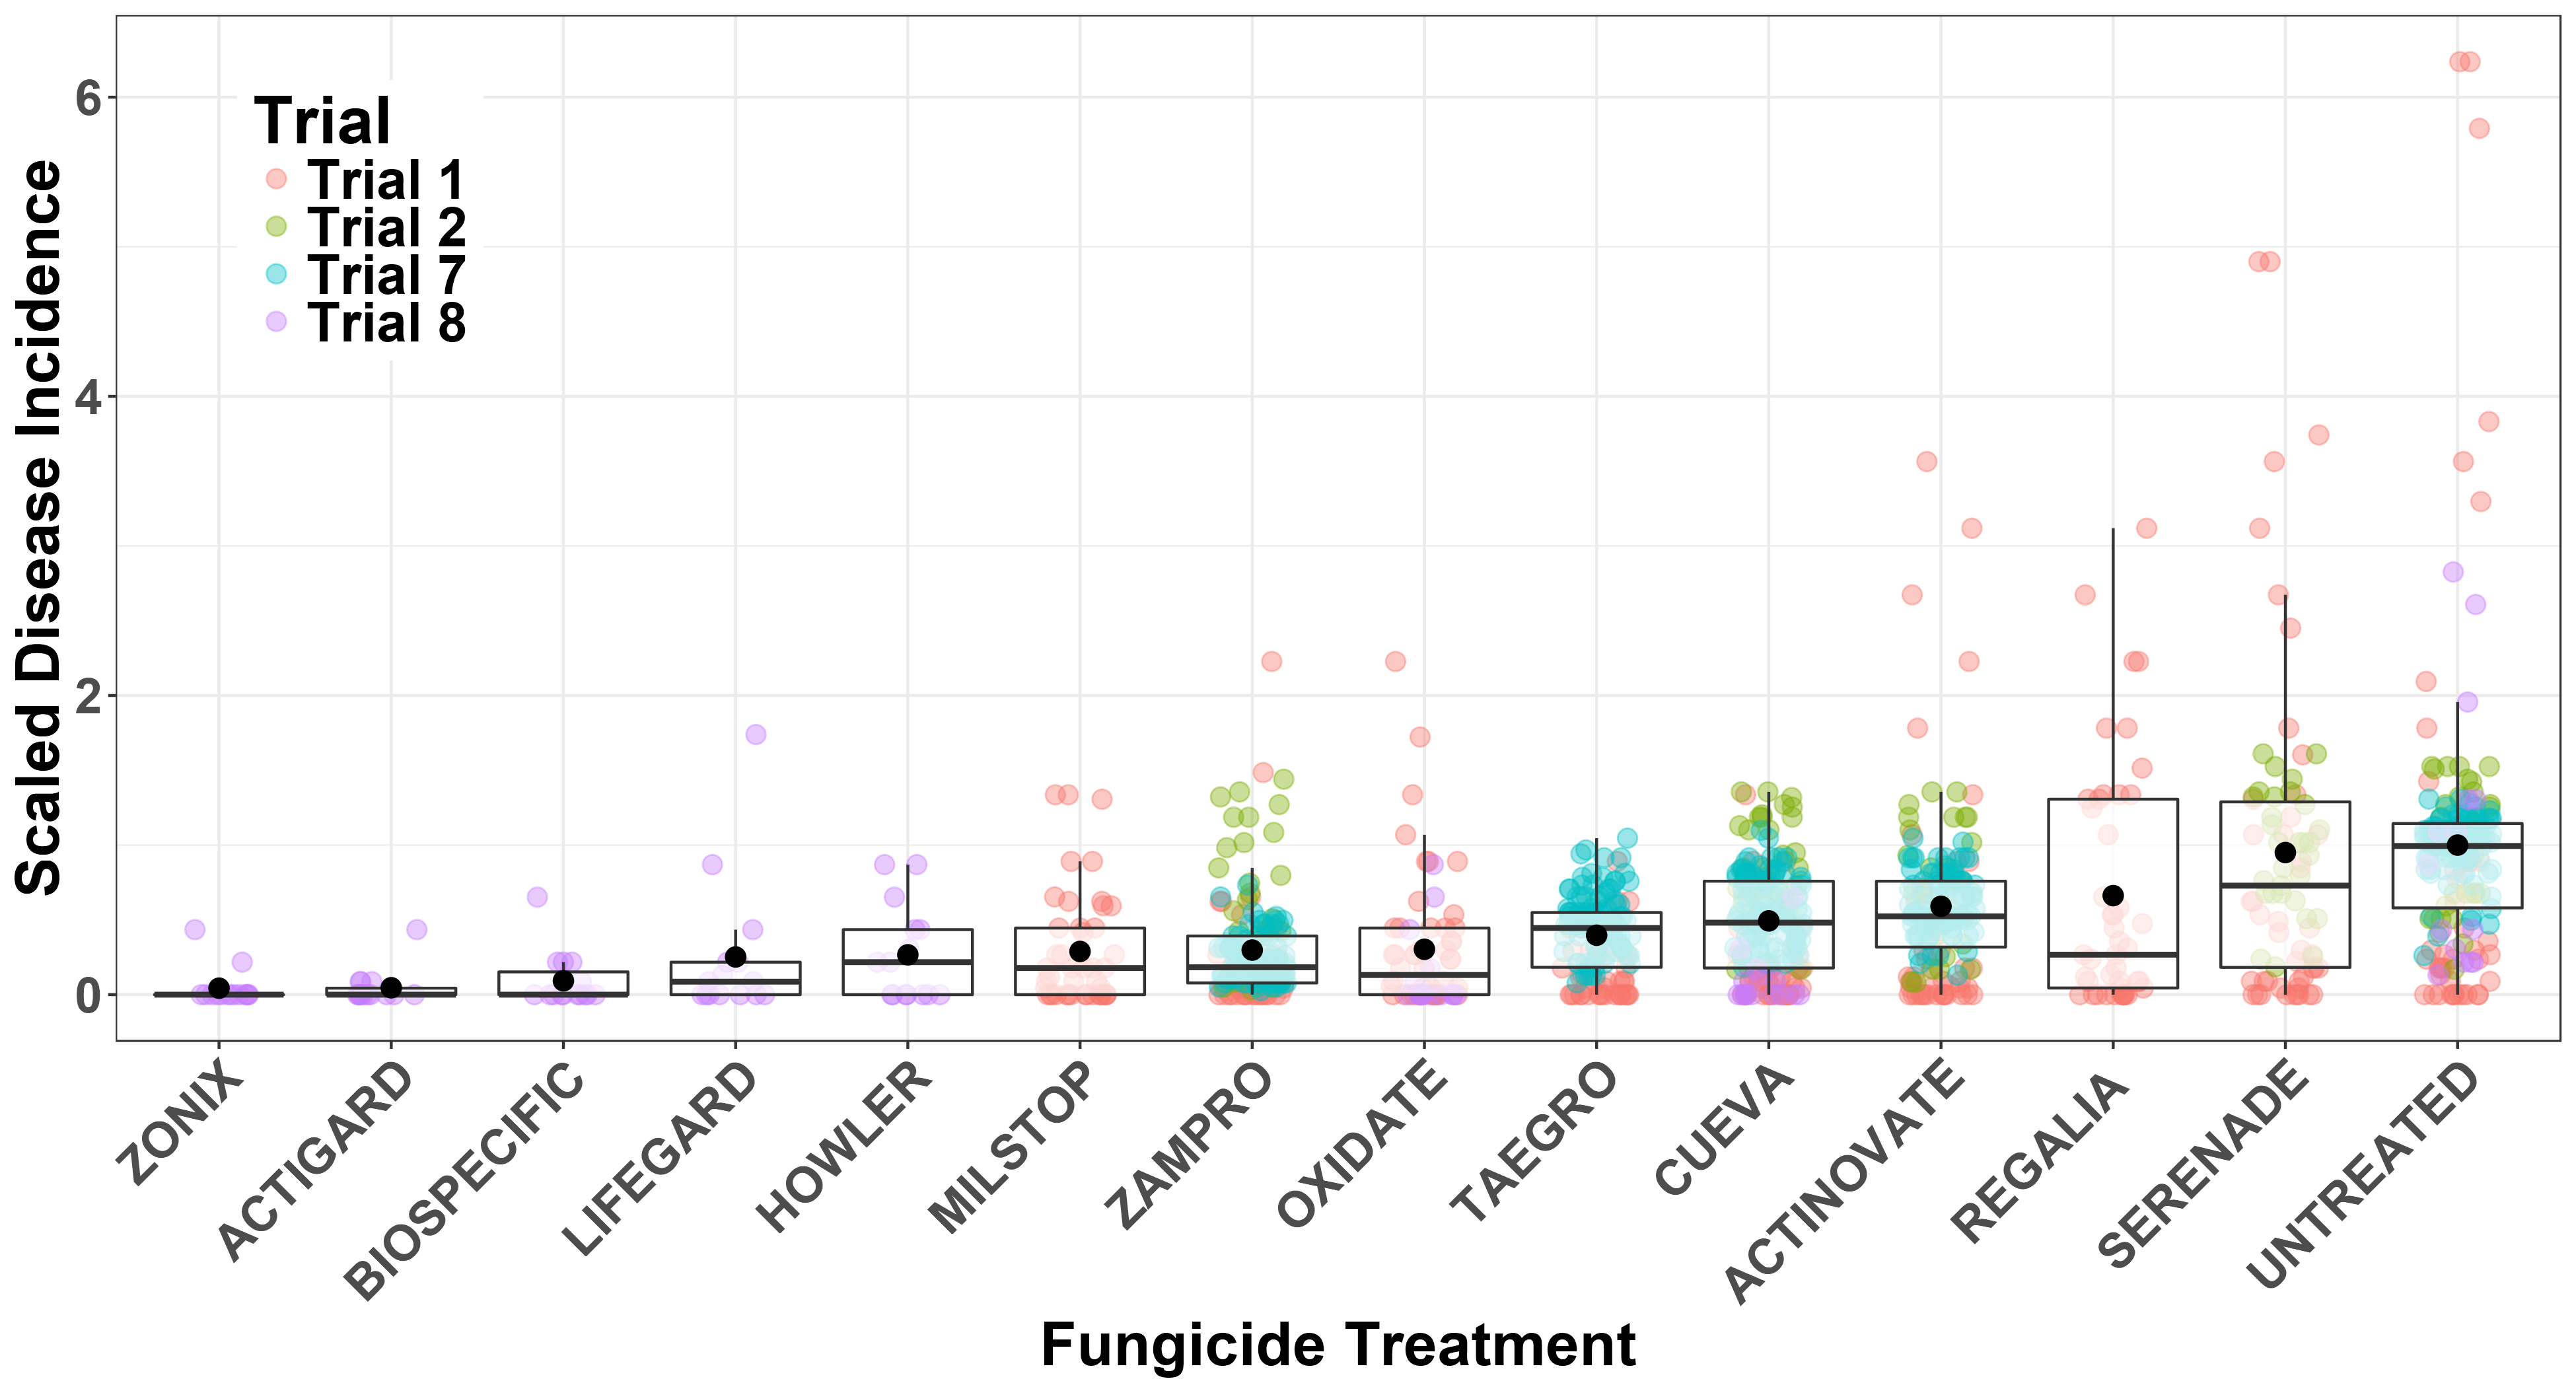 Scaled Disease Incidence
6
4
2
0
Trial
Trial 1
Trial 2
Trial 7
Trial 8
ZONIX
ACTIGARD
BIOSPECIFIC
LIFEGARD
HOWLER
MILSTOP
ZAMPRO
OXIDATE
TAEGRO
CUEVA
ACTINOVATE
REGALIA
SERENADE
UNTREATED
Fungicide Treatment